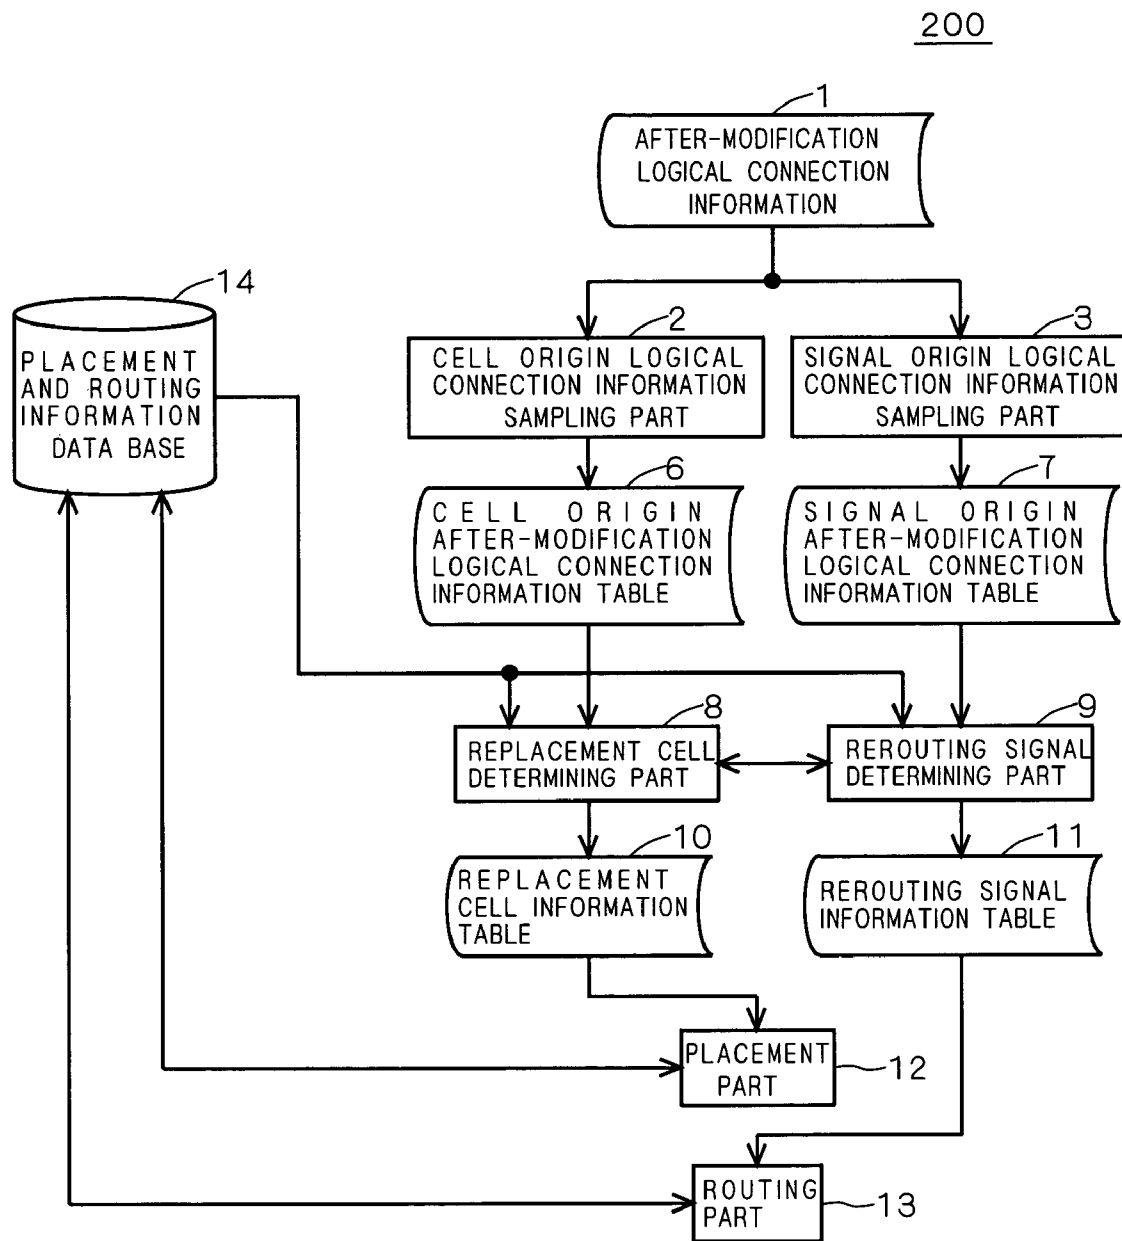 200
1
AFTER-MODIFICATION
LOGICAL CONNECTION
INFORMATION
14
PLACEMENT
AND ROUTING
INFORMATION
DATA BASE
2
CELL ORIGIN LOGICAL
CONNECTION INFORMATION
SAMPLING PART
3
SIGNAL ORIGIN LOGICAL
CONNECTION INFORMATION
SAMPLING PART
6
CELL ORIGIN
AFTER-MODIFICATION
LOGICAL CONNECTION
INFORMATION TABLE
7
SIGNAL ORIGIN
AFTER-MODIFICATION
LOGICAL CONNECTION
INFORMATION TABLE
8
REPLACEMENT CELL
DETERMINING PART
9
REROUTING SIGNAL
DETERMINING PART
10
REPLACEMENT
CELL INFORMATION
TABLE
11
REROUTING SIGNAL
INFORMATION TABLE
PLACEMENT
PART
12
ROUTING
PART
13